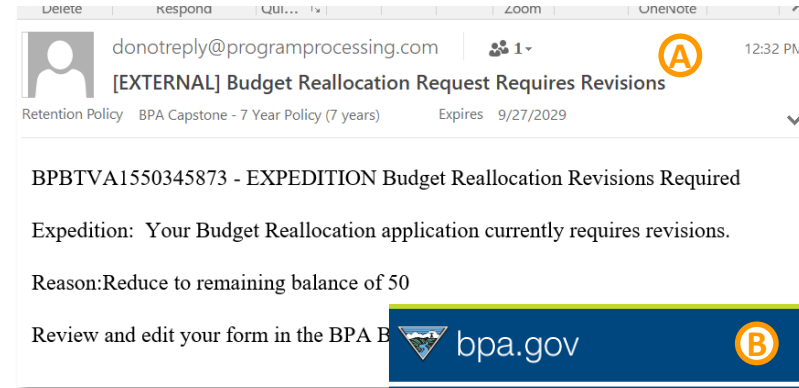 Delete Respond Qui... Zoom OneNote
donotreply@programprocessing.com 1 A 12:32 PM
[EXTERNAL] Budget Reallocation Request Requires Revisions
Retention Policy BPA Capstone - 7 Year Policy (7 years) Expires 9/27/2029
BPBTVA1550345873 - EXPEDITION Budget Reallocation Revisions Required
Expedition: Your Budget Reallocation application currently requires revisions.
Reason:Reduce to remaining balance of 50
Review and edit your form in the BPA B
bpa.gov B